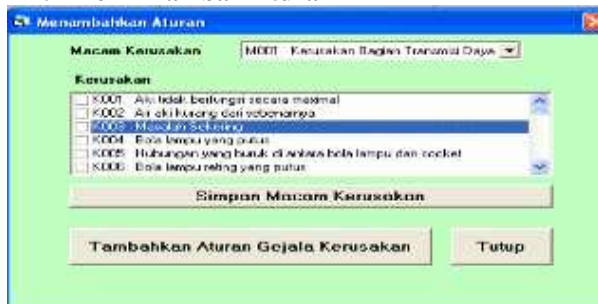 Menambahkan Aturan
Macam Kerusakan M001 Kerusakan Bagian Transmisi Daya
Kerusakan
K001 Aki tidak berfungsi secara maximal
K002 Air aki kurang dari sebenarnya
K003 Masalah Sekering
K004 Bola lampu yang putus
K005 Hubungan yang buruk di antara bola lampu dan socket
K006 Bola lampu reting yang putus
Simpan Macam Kerusakan
Tambahkan Aturan Gejala Kerusakan Tutup